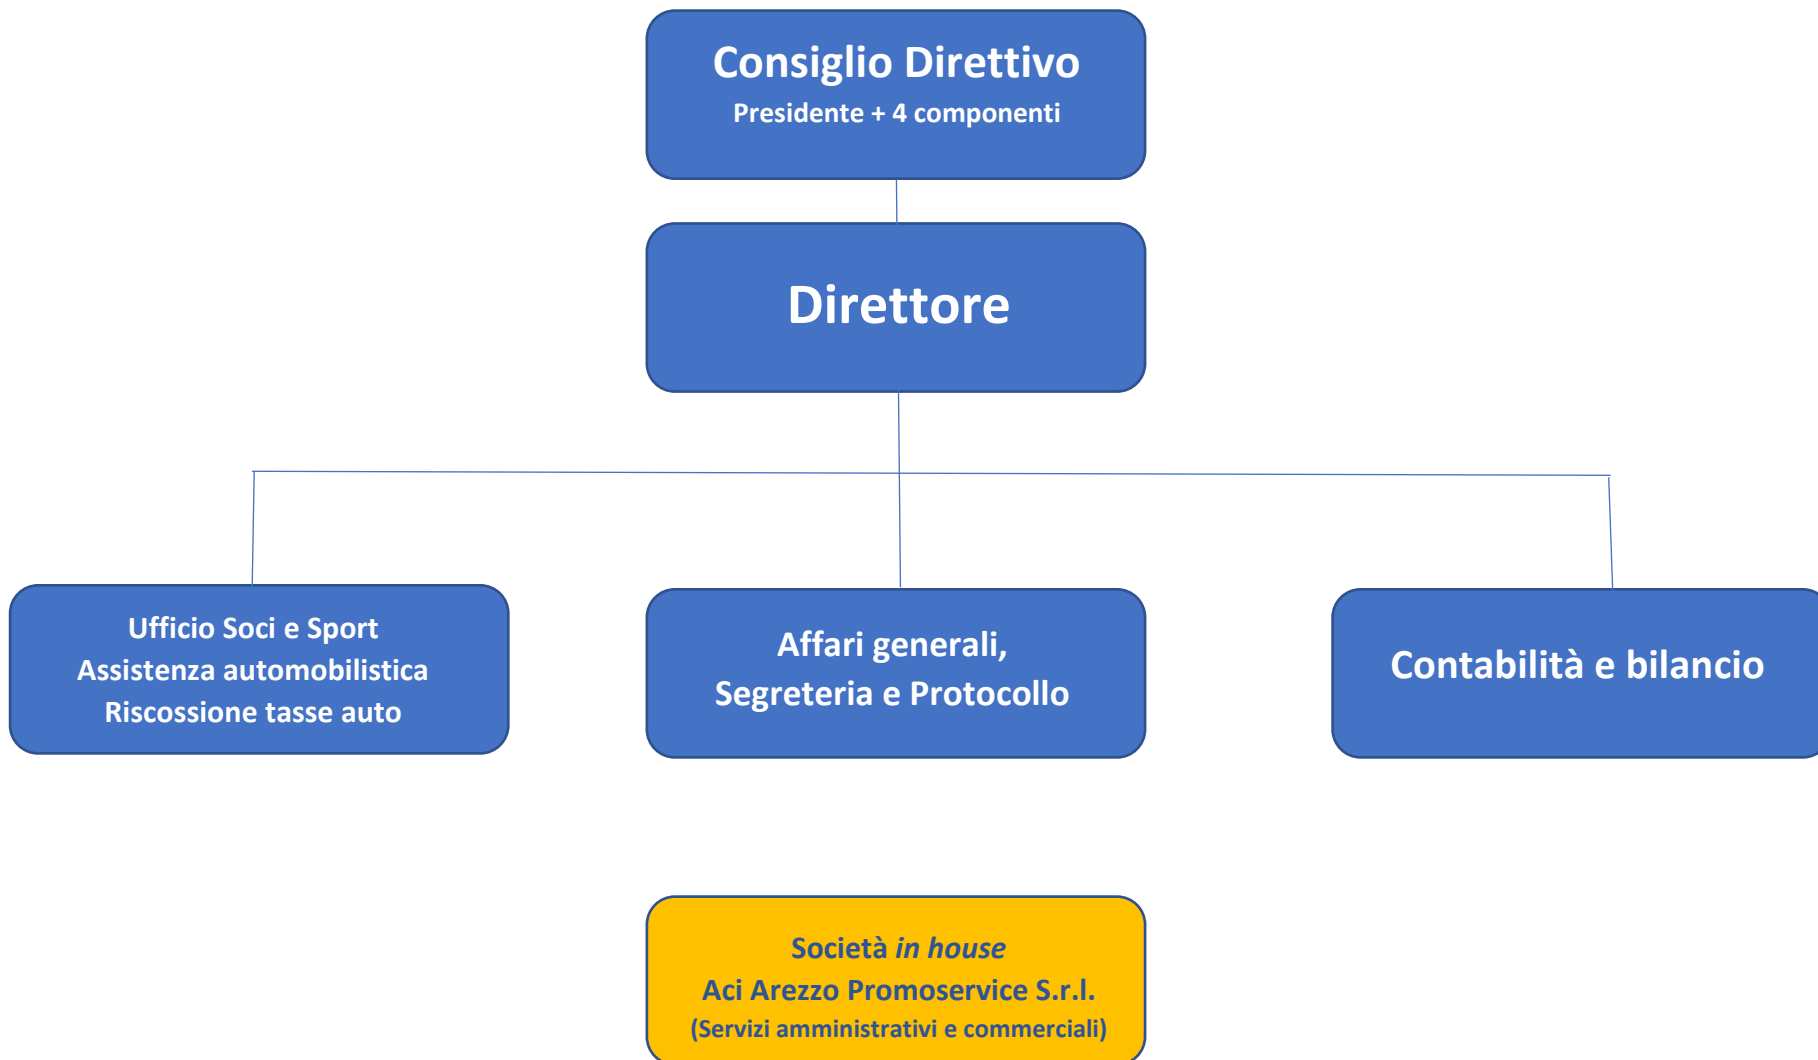 Consiglio Direttivo
Presidente + 4 componenti
Direttore
Ufficio Soci e Sport
Assistenza automobilistica
Riscossione tasse auto
Affari generali,
Segreteria e Protocollo
Contabilità e bilancio
Società in house
Aci Arezzo Promoservice S.r.l.
(Servizi amministrativi e commerciali)